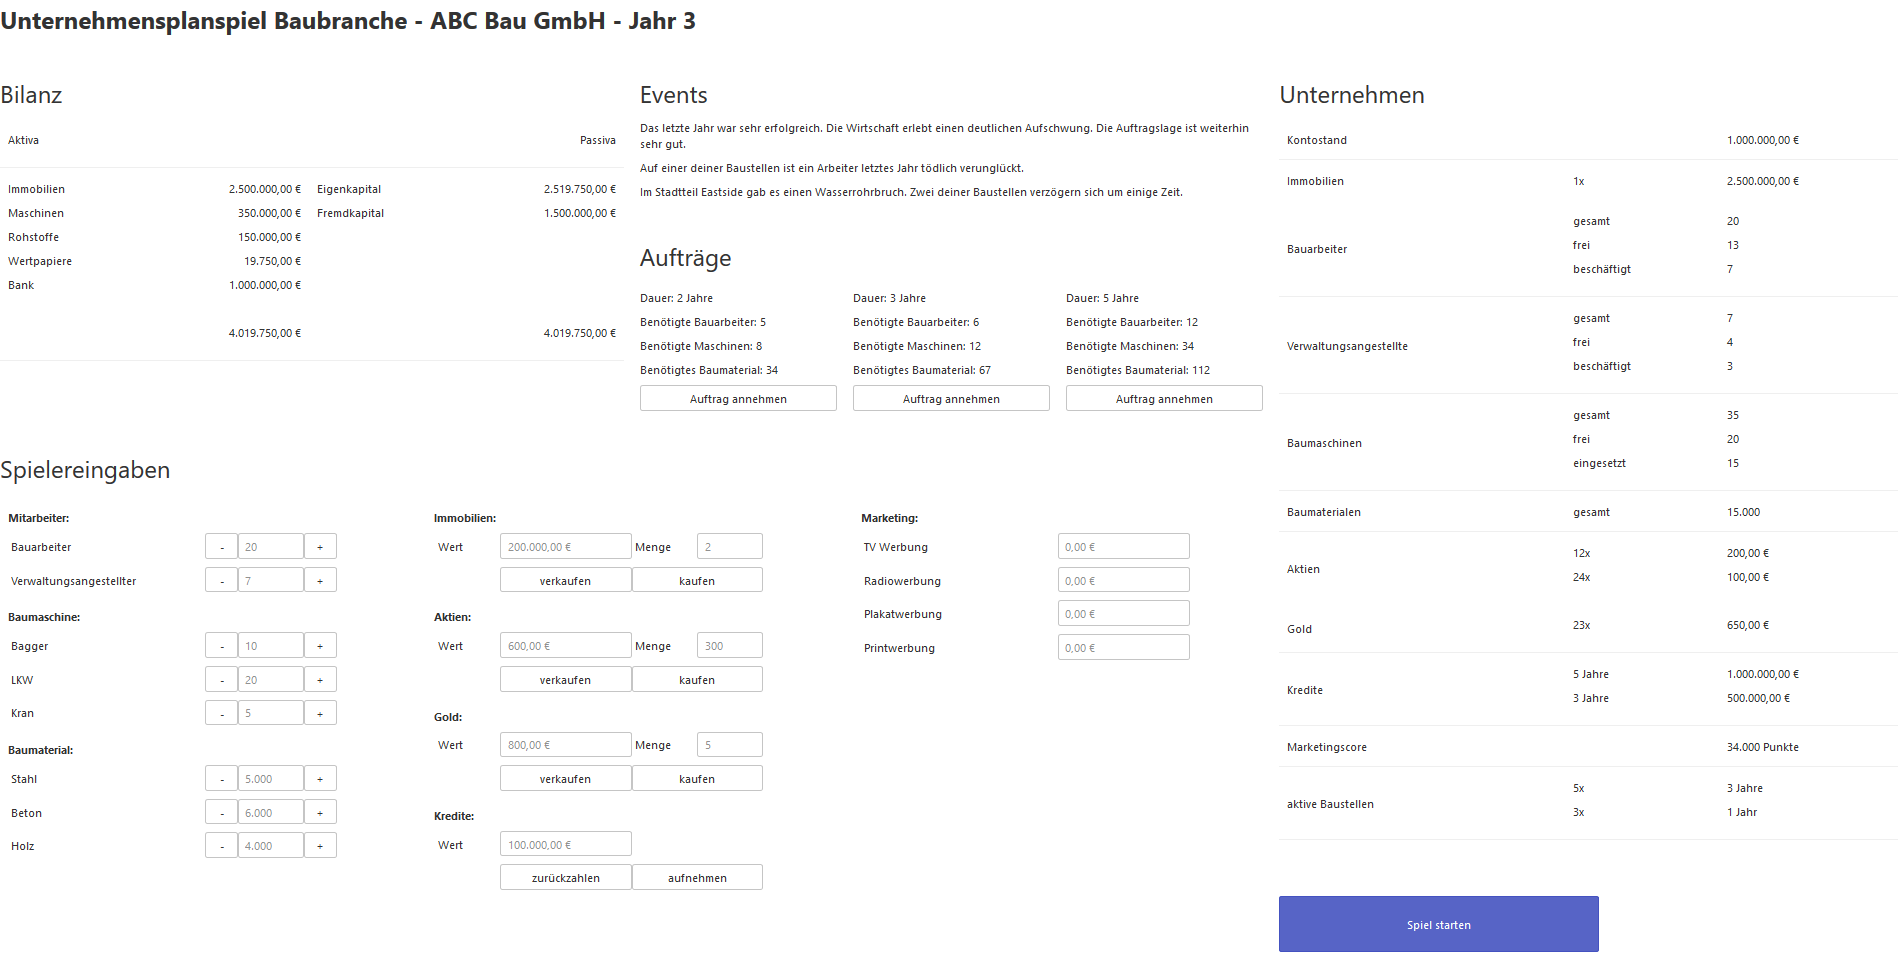 Unternehmensplanspiel Baubranche - ABC Bau GmbH - Jahr 3
Bilanz
Aktiva Passiva
Immobilien 2.500.000,00 € Eigenkapital 2.519.750,00 €
Maschinen 350.000,00 € Fremdkapital 1.500.000,00 €
Rohstoffe 150.000,00 €
Wertpapiere 19.750,00 €
Bank 1.000.000,00 €
4.019.750,00 € 4.019.750,00 €
Events
Das letzte Jahr war sehr erfolgreich. Die Wirtschaft erlebt einen deutlichen Aufschwung. Die Auftragslage ist weiterhin
sehr gut.
Auf einer deiner Baustellen ist ein Arbeiter letztes Jahr tödlich verunglückt.
Im Stadtteil Eastside gab es einen Wasserrohrbruch. Zwei deiner Baustellen verzögern sich um einige Zeit.
Aufträge
Dauer: 2 Jahre
Benötigte Bauarbeiter: 5
Benötigte Maschinen: 8
Benötigtes Baumaterial: 34
Auftrag annehmen
Dauer: 3 Jahre
Benötigte Bauarbeiter: 6
Benötigte Maschinen: 12
Benötigtes Baumaterial: 67
Auftrag annehmen
Dauer: 5 Jahre
Benötigte Bauarbeiter: 12
Benötigte Maschinen: 34
Benötigtes Baumaterial: 112
Auftrag annehmen
Spielereingaben
Mitarbeiter:
Bauarbeiter - 20 +
Verwaltungsangestellter - 7 +
Baumaschine:
Bagger - 10 +
LKW - 20 +
Kran - 5 +
Baumaterial:
Stahl - 5.000 +
Beton - 6.000 +
Holz - 4.000 +
Immobilien:
Wert 200.000,00 € Menge 2
verkaufen kaufen
Aktien:
Wert 600,00 € Menge 300
verkaufen kaufen
Gold:
Wert 800,00 € Menge 5
verkaufen kaufen
Kredite:
Wert 100.000,00 €
zurückzahlen aufnehmen
Marketing:
TV Werbung 0,00 €
Radiowerbung 0,00 €
Plakatwerbung 0,00 €
Printwerbung 0,00 €
Unternehmen
Kontostand 1.000.000,00 €
Immobilien 1x 2.500.000,00 €
gesamt 20
Bauarbeiter frei 13
beschäftigt 7
gesamt 7
Verwaltungsangestellte frei 4
beschäftigt 3
gesamt 35
Baumaschinen frei 20
eingesetzt 15
Baumaterialen gesamt 15.000
Aktien 12x 200,00 €
24x 100,00 €
Gold 23x 650,00 €
Kredite 5 Jahre 1.000.000,00 €
3 Jahre 500.000,00 €
Marketingscore 34.000 Punkte
aktive Baustellen 5x 3 Jahre
3x 1 Jahr
Spiel starten